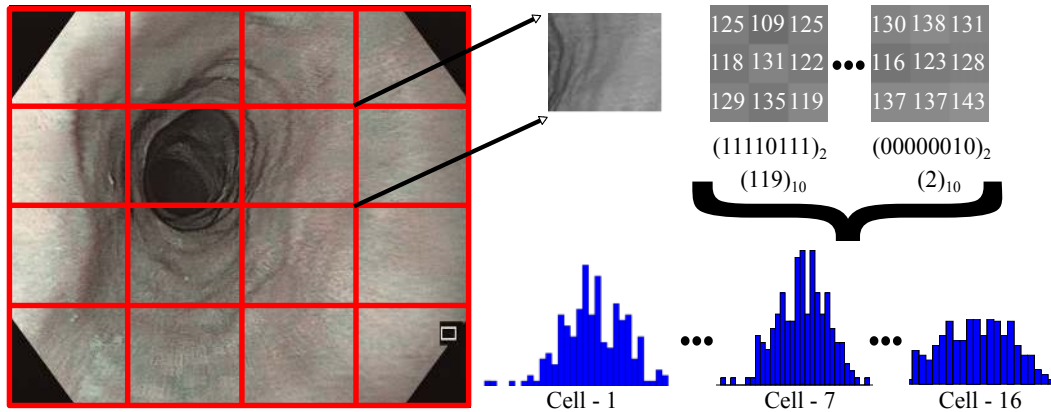 125 109 125
118 131 122
129 135 119
130 138 131
116 123 128
137 137 143
(11110111)2
(119)10
(00000010)2
(2)10
Cell - 1
Cell - 7
Cell - 16